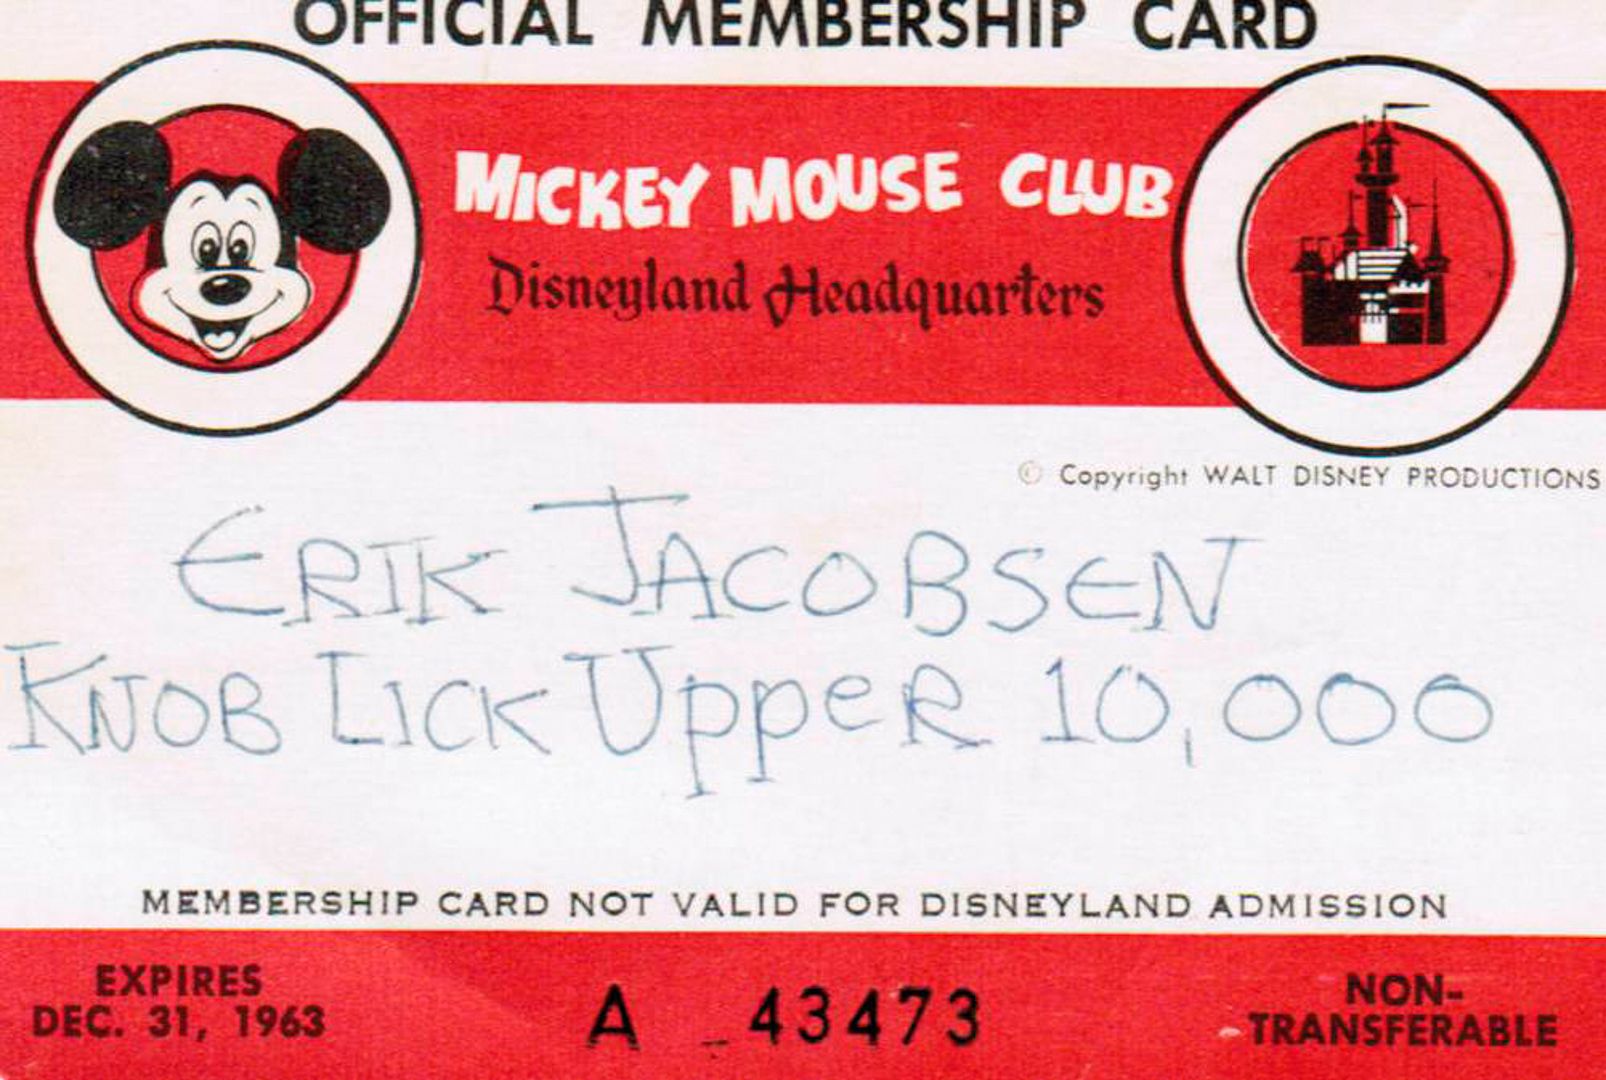 OFFICIAL MEMBERSHIP CARD
MICKEY MOUSE CLUB
Disneyland Headquarters
© Copyright WALT DISNEY PRODUCTIONS
ERIK JACOBSEN
KNOB LICK UppeR 10,000
MEMBERSHIP CARD NOT VALID FOR DISNEYLAND ADMISSION
EXPIRES
DEC. 31, 1963
A 43473
NON-
TRANSFERABLE